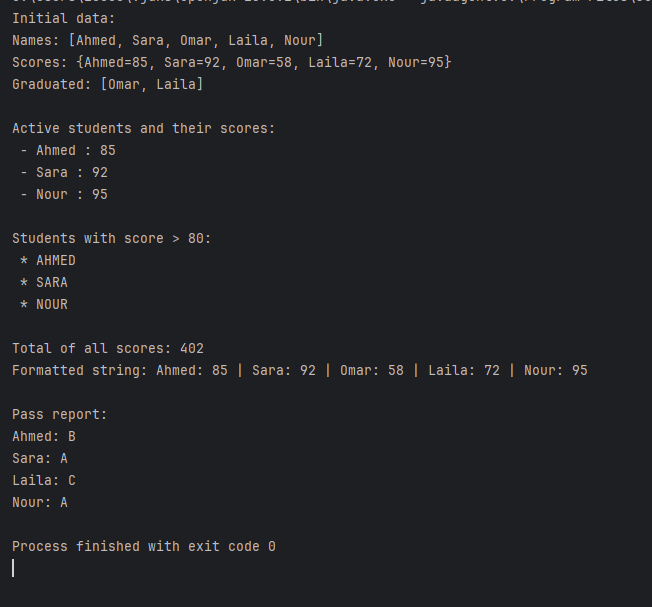 Initial data:
Names: [Ahmed, Sara, Omar, Laila, Nour]
Scores: {Ahmed=85, Sara=92, Omar=58, Laila=72, Nour=95}
Graduated: [Omar, Laila]
Active students and their scores:
- Ahmed : 85
- Sara : 92
- Nour : 95
Students with score > 80:
* AHMED
* SARA
* NOUR
Total of all scores: 402
Formatted string: Ahmed: 85 | Sara: 92 | Omar: 58 | Laila: 72 | Nour: 95
Pass report:
Ahmed: B
Sara: A
Laila: C
Nour: A
Process finished with exit code 0